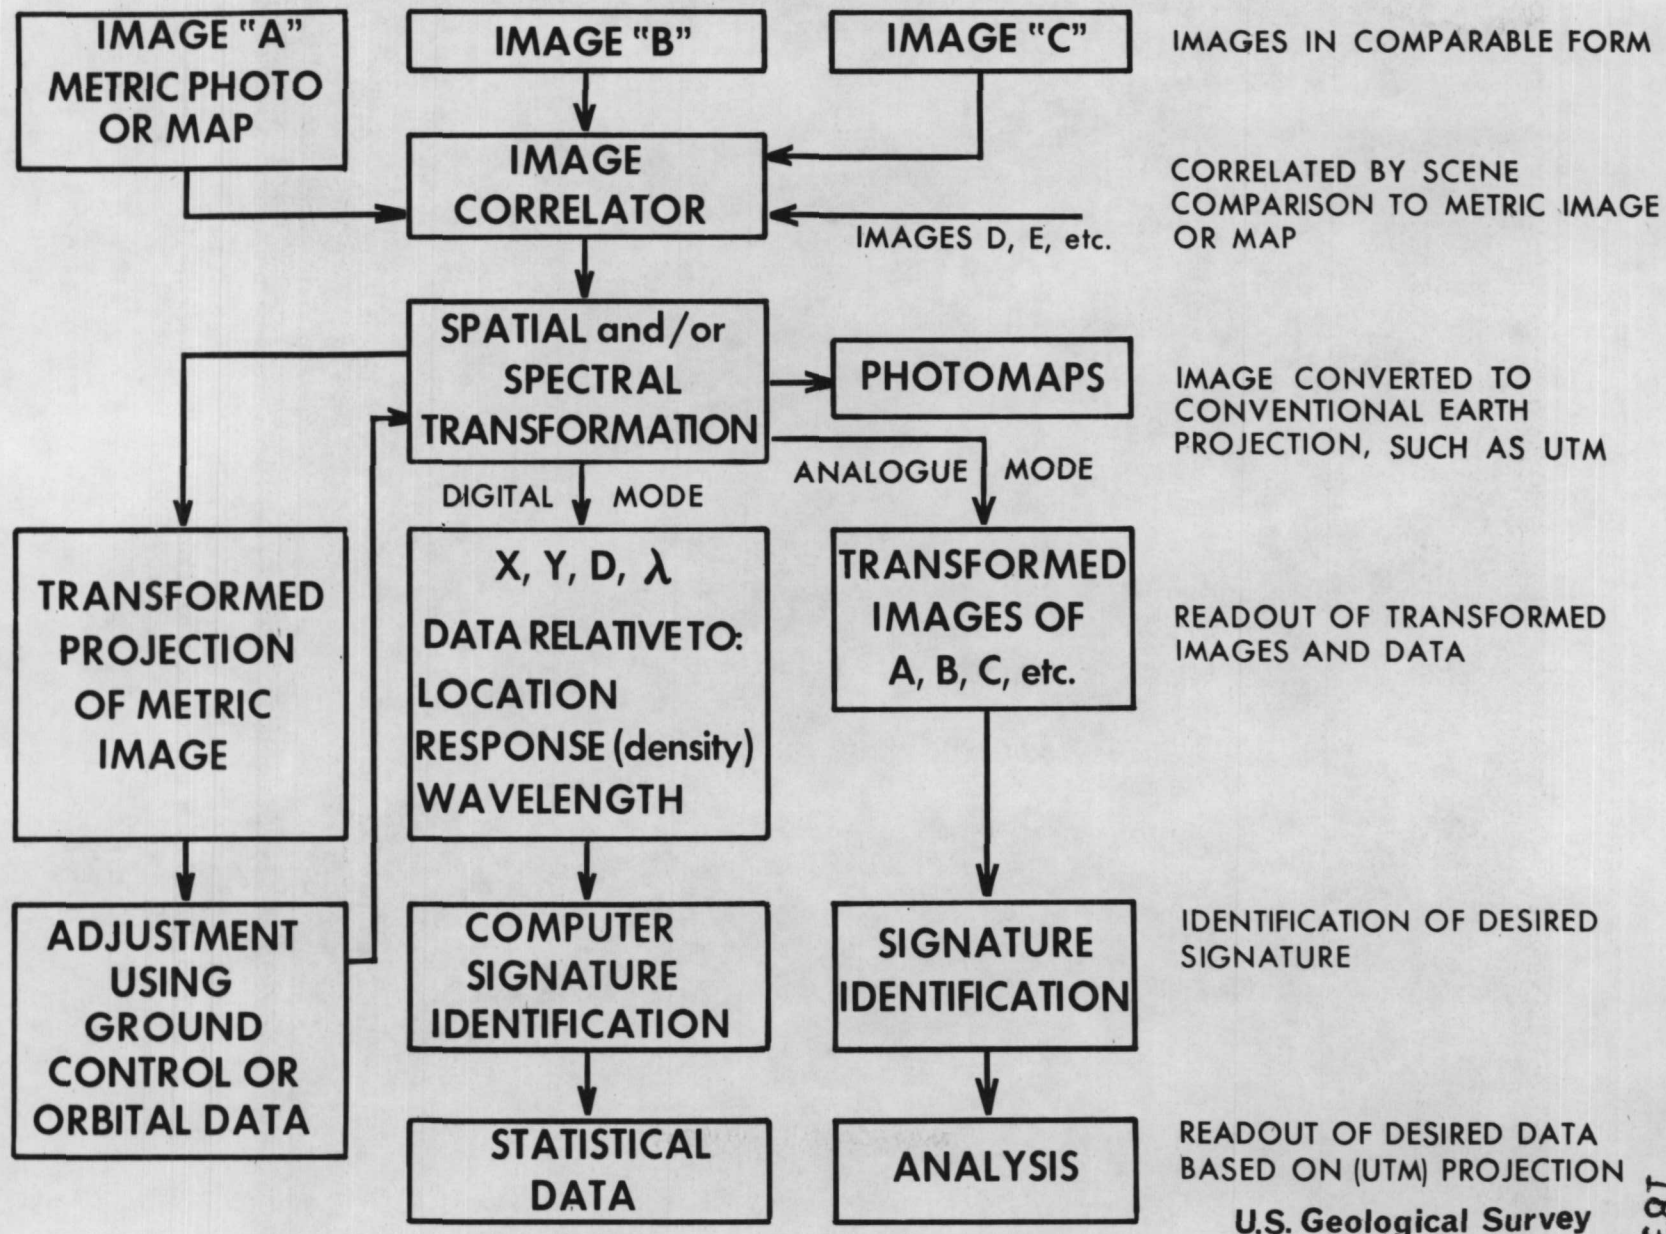 IMAGE “A”
METRIC PHOTO
OR MAP
IMAGE “B”
IMAGE “C”
IMAGES IN COMPARABLE FORM
IMAGE
CORRELATOR
IMAGES D, E, etc.
CORRELATED BY SCENE
COMPARISON TO METRIC IMAGE
OR MAP
SPATIAL and/or
SPECTRAL
TRANSFORMATION
PHOTOMAPS
IMAGE CONVERTED TO
CONVENTIONAL EARTH
PROJECTION, SUCH AS UTM
DIGITAL MODE
ANALOGUE MODE
TRANSFORMED
PROJECTION
OF METRIC
IMAGE
X, Y, D, λ
DATA RELATIVE TO:
LOCATION
RESPONSE (density)
WAVELENGTH
TRANSFORMED
IMAGES OF
A, B, C, etc.
READOUT OF TRANSFORMED
IMAGES AND DATA
ADJUSTMENT
USING
GROUND
CONTROL OR
ORBITAL DATA
COMPUTER
SIGNATURE
IDENTIFICATION
SIGNATURE
IDENTIFICATION
IDENTIFICATION OF DESIRED
SIGNATURE
STATISTICAL
DATA
ANALYSIS
READOUT OF DESIRED DATA
BASED ON (UTM) PROJECTION
U.S. Geological Survey